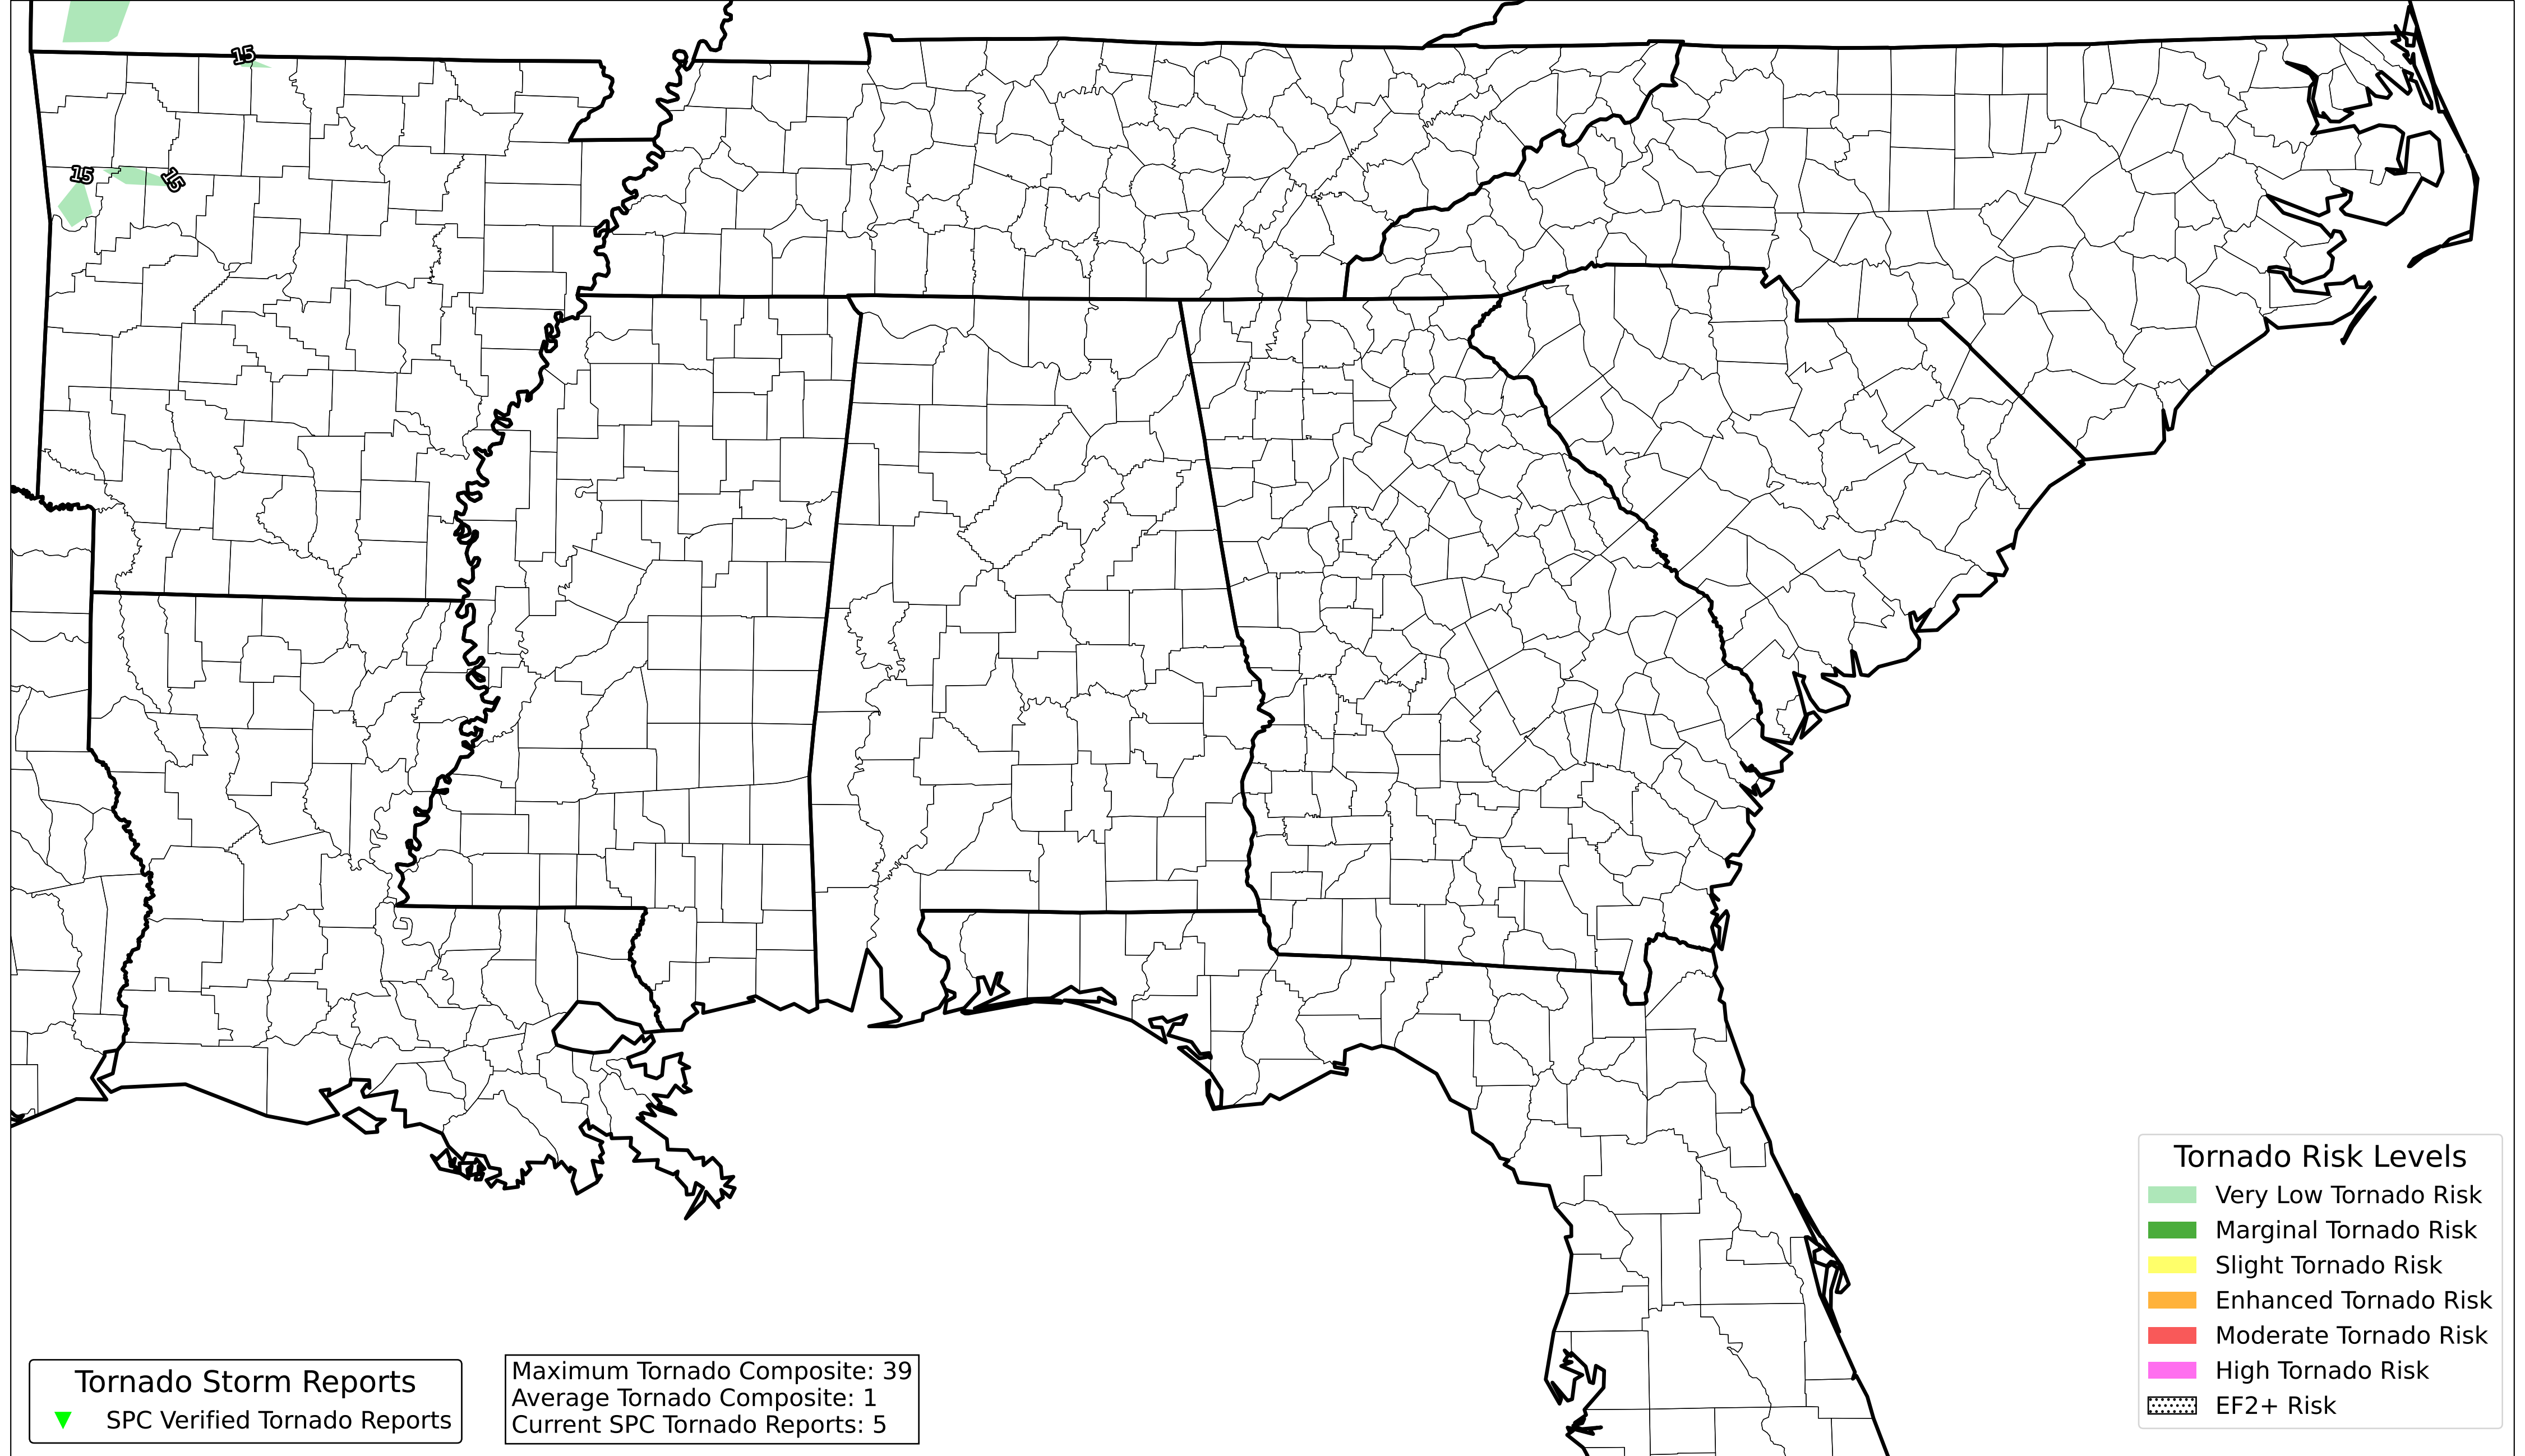 15
15
15
Tornado Risk Levels
Very Low Tornado Risk
Marginal Tornado Risk
Slight Tornado Risk
Enhanced Tornado Risk
Moderate Tornado Risk
High Tornado Risk
EF2+ Risk
Tornado Storm Reports
SPC Verified Tornado Reports
Maximum Tornado Composite: 39
Average Tornado Composite: 1
Current SPC Tornado Reports: 5